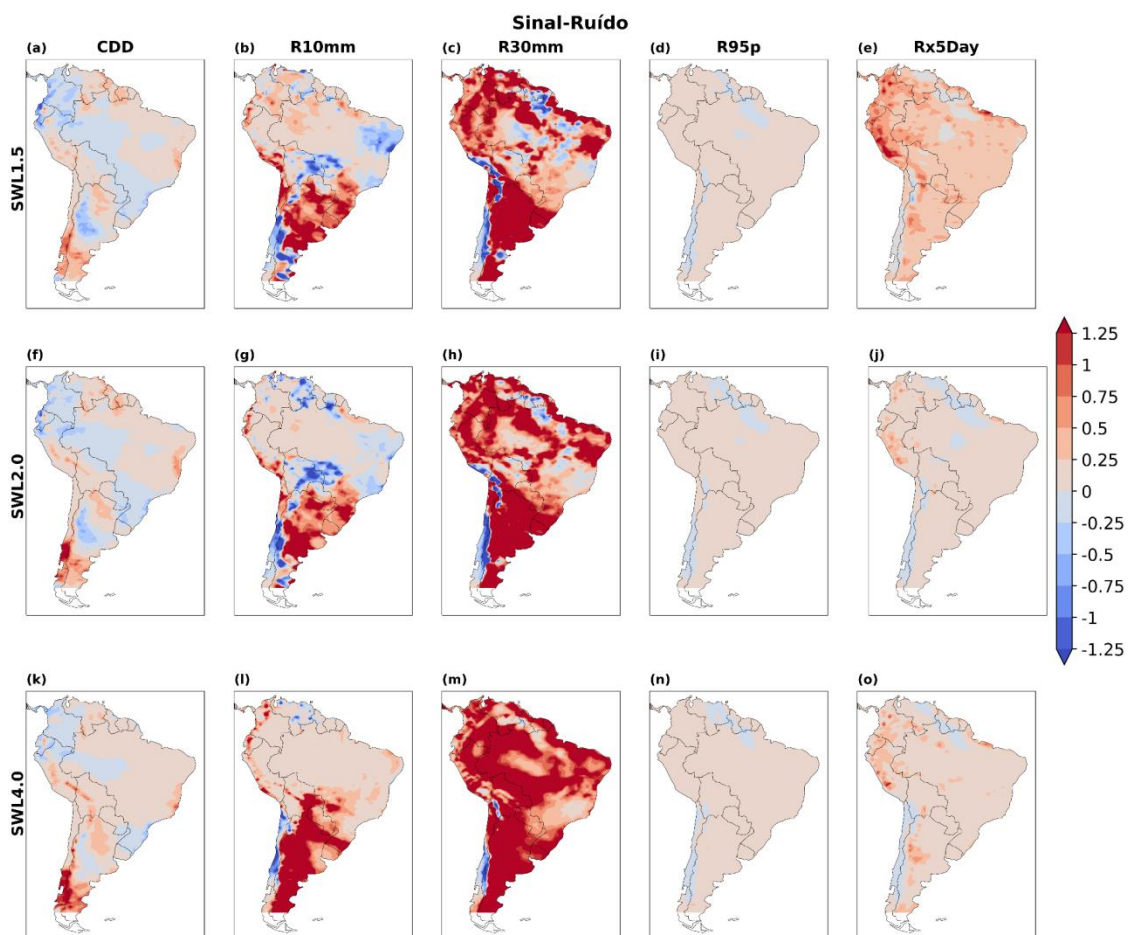 Sinal-Ruído
(a) CDD
(b) R10mm
(c) R30mm
(d) R95p
(e) Rx5Day
SWL1.5
(f)
(g)
(h)
(i)
(j)
SWL2.0
1.25
1
0.75
0.5
0.25
0
-0.25
-0.5
-0.75
-1
-1.25
(k)
(l)
(m)
(n)
(o)
SWL4.0